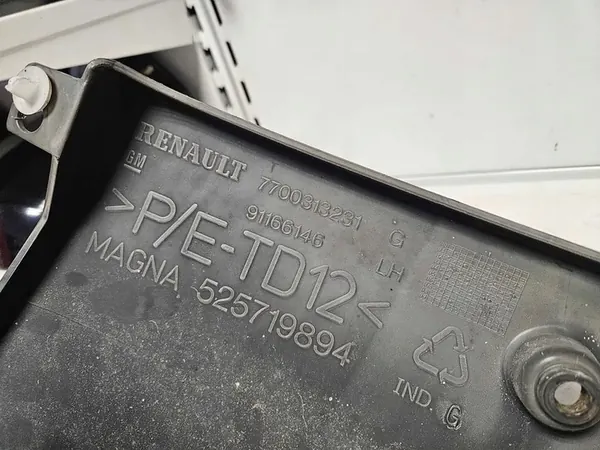 RENAULT 7700313231 G
GM 91166146 LH
>P/E-TD12<
MAGNA 525719894
IND. G